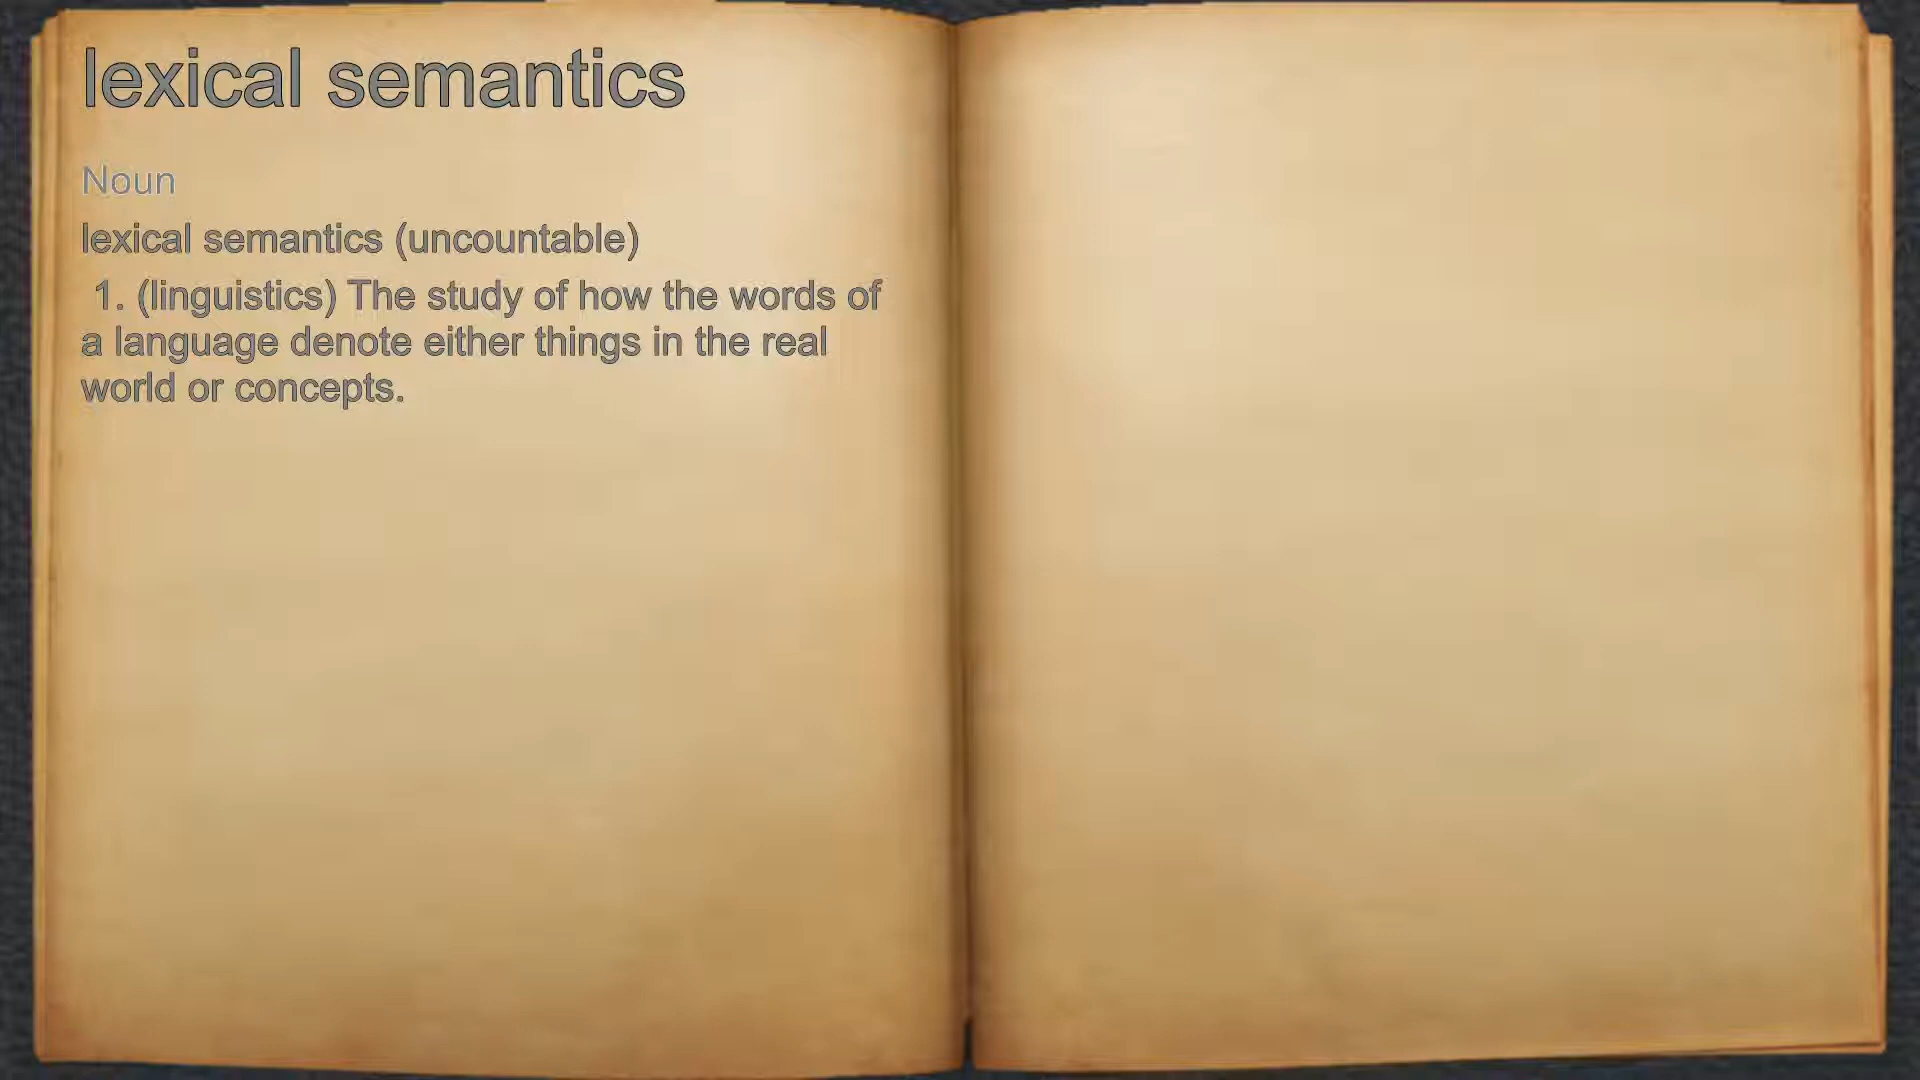 lexical semantics
Noun
lexical semantics (uncountable)
1. (linguistics) The study of how the words of
a language denote either things in the real
world or concepts.